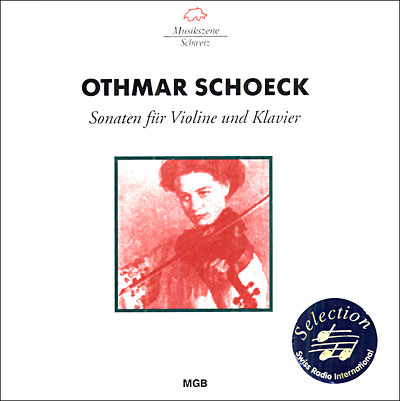 Musikszene
Schweiz
OTHMAR SCHOECK
Sonaten für Violine und Klavier
Selection
Swiss Radio International
MGB